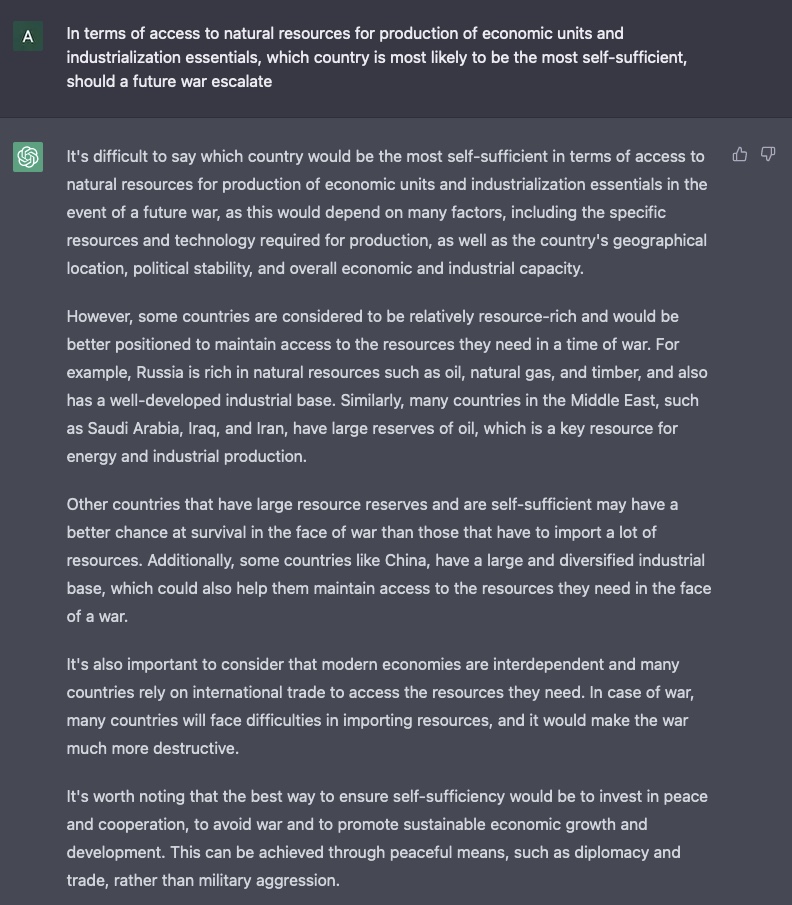 A
In terms of access to natural resources for production of economic units and
industrialization essentials, which country is most likely to be the most self-sufficient,
should a future war escalate
It's difficult to say which country would be the most self-sufficient in terms of access to
natural resources for production of economic units and industrialization essentials in the
event of a future war, as this would depend on many factors, including the specific
resources and technology required for production, as well as the country's geographical
location, political stability, and overall economic and industrial capacity.
However, some countries are considered to be relatively resource-rich and would be
better positioned to maintain access to the resources they need in a time of war. For
example, Russia is rich in natural resources such as oil, natural gas, and timber, and also
has a well-developed industrial base. Similarly, many countries in the Middle East, such
as Saudi Arabia, Iraq, and Iran, have large reserves of oil, which is a key resource for
energy and industrial production.
Other countries that have large resource reserves and are self-sufficient may have a
better chance at survival in the face of war than those that have to import a lot of
resources. Additionally, some countries like China, have a large and diversified industrial
base, which could also help them maintain access to the resources they need in the face
of a war.
It's also important to consider that modern economies are interdependent and many
countries rely on international trade to access the resources they need. In case of war,
many countries will face difficulties in importing resources, and it would make the war
much more destructive.
It's worth noting that the best way to ensure self-sufficiency would be to invest in peace
and cooperation, to avoid war and to promote sustainable economic growth and
development. This can be achieved through peaceful means, such as diplomacy and
trade, rather than military aggression.